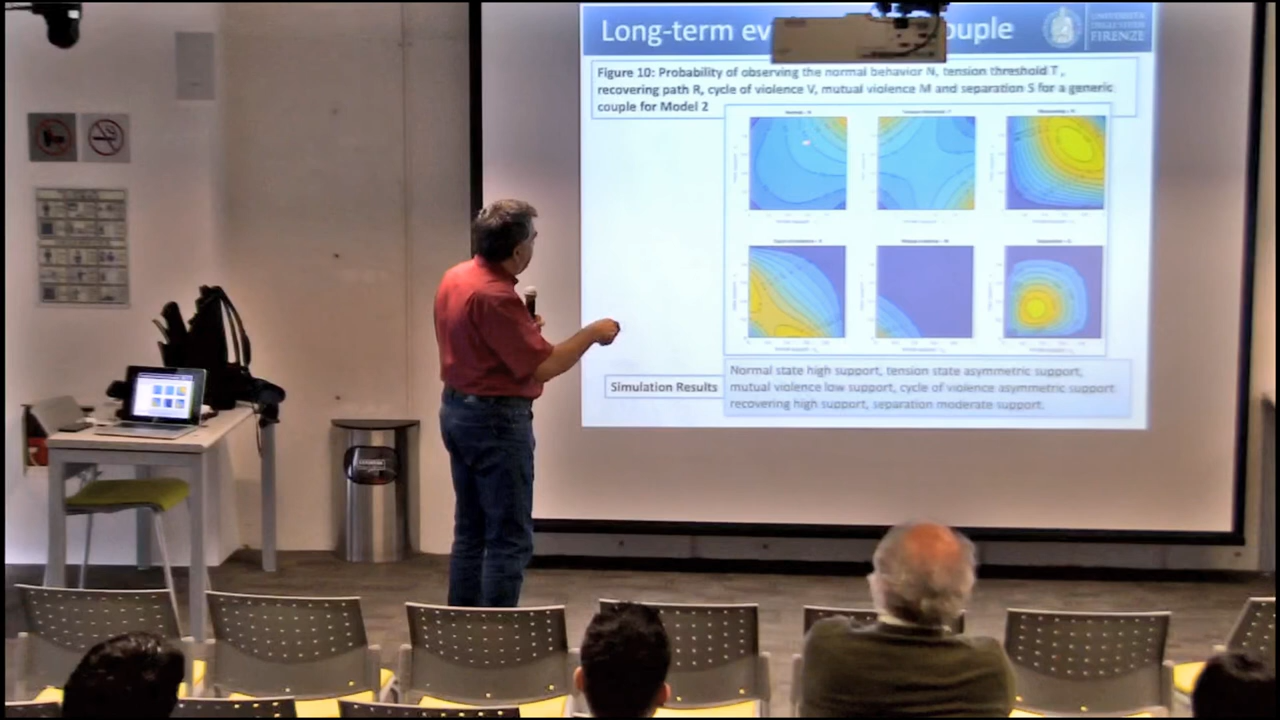 Long-term ev
ouple
UNIVERSITÀ
DEGLI STUDI
FIRENZE
Figure 10: Probability of observing the normal behavior N, tension threshold T ,
recovering path R, cycle of violence V, mutual violence M and separation S for a generic
couple for Model 2
Simulation Results
Normal state high support, tension state asymmetric support,
mutual violence low support, cycle of violence asymmetric support
recovering high support, separation moderate support.